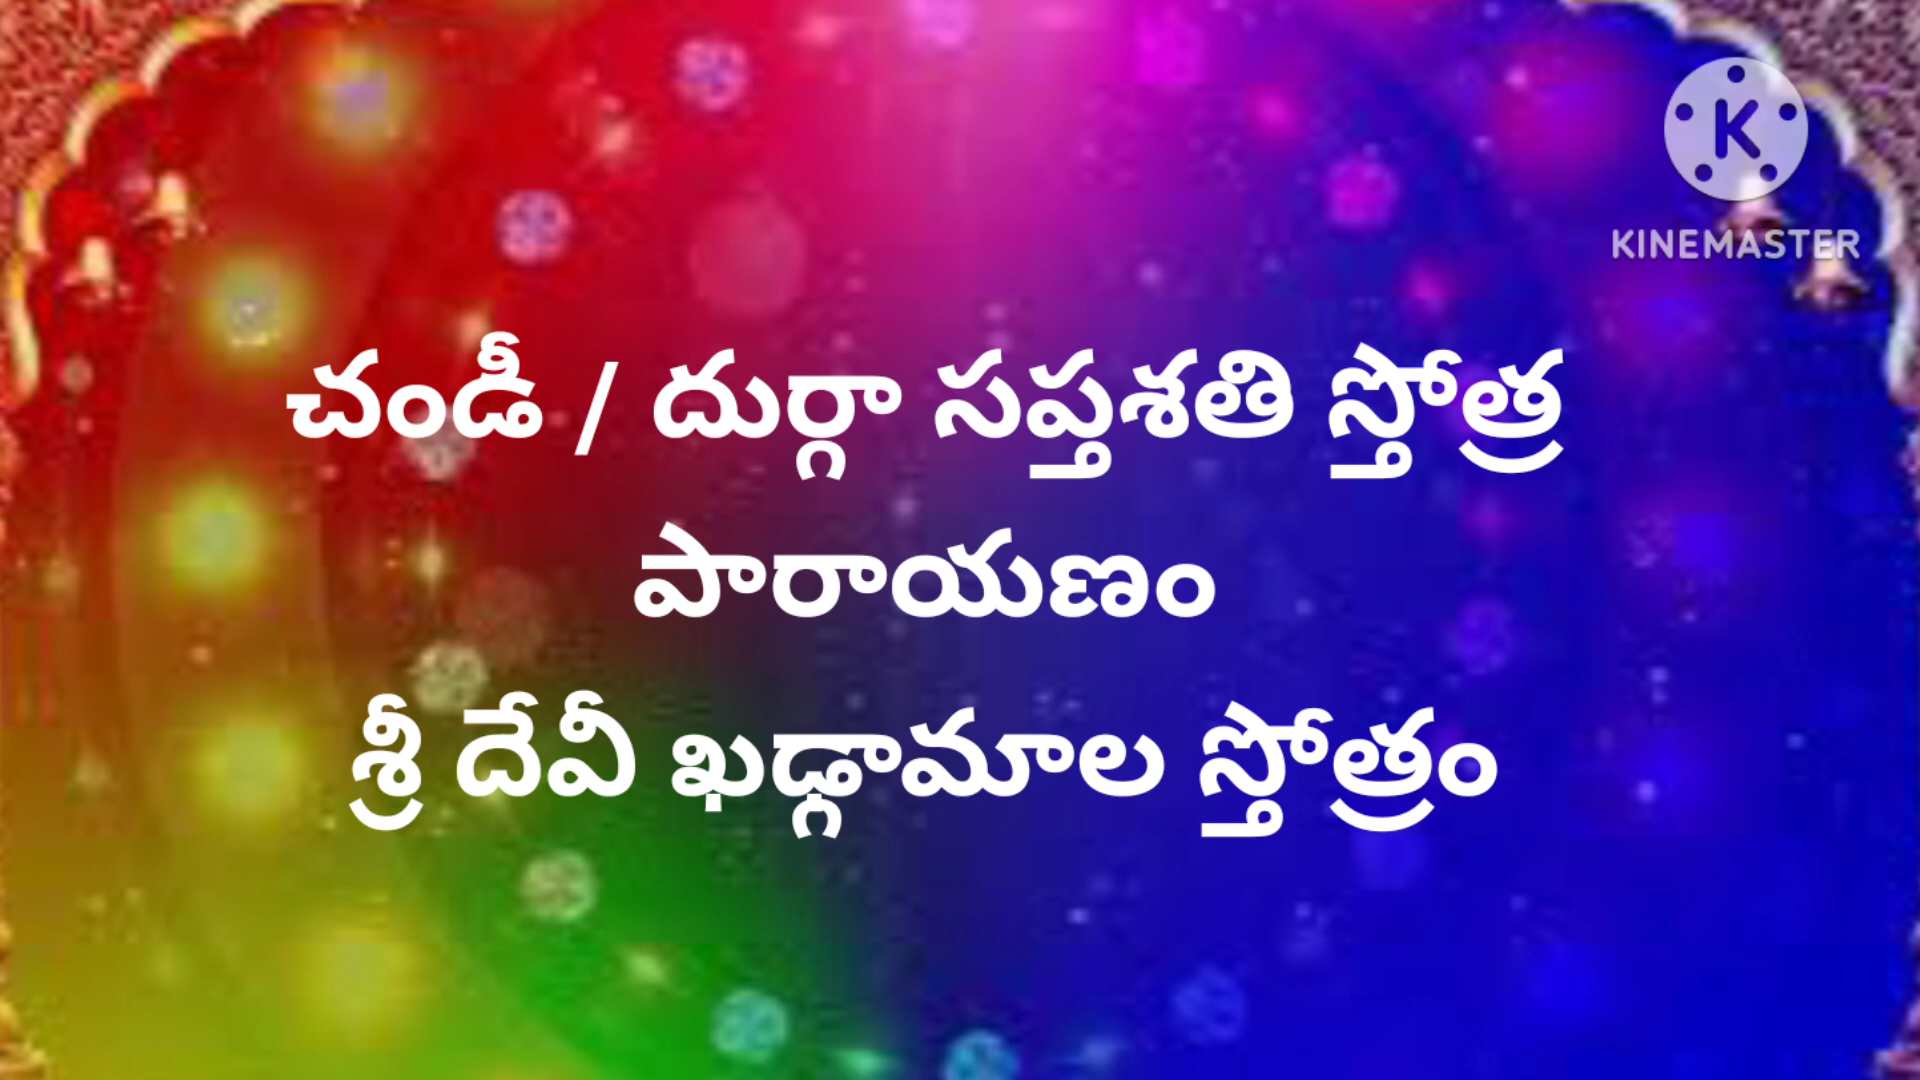 K
KINEMASTER
చండీ / దుర్గా సప్తశతి స్తోత్ర
పారాయణం
శ్రీ దేవీ ఖడ్గామాల స్తోత్రం